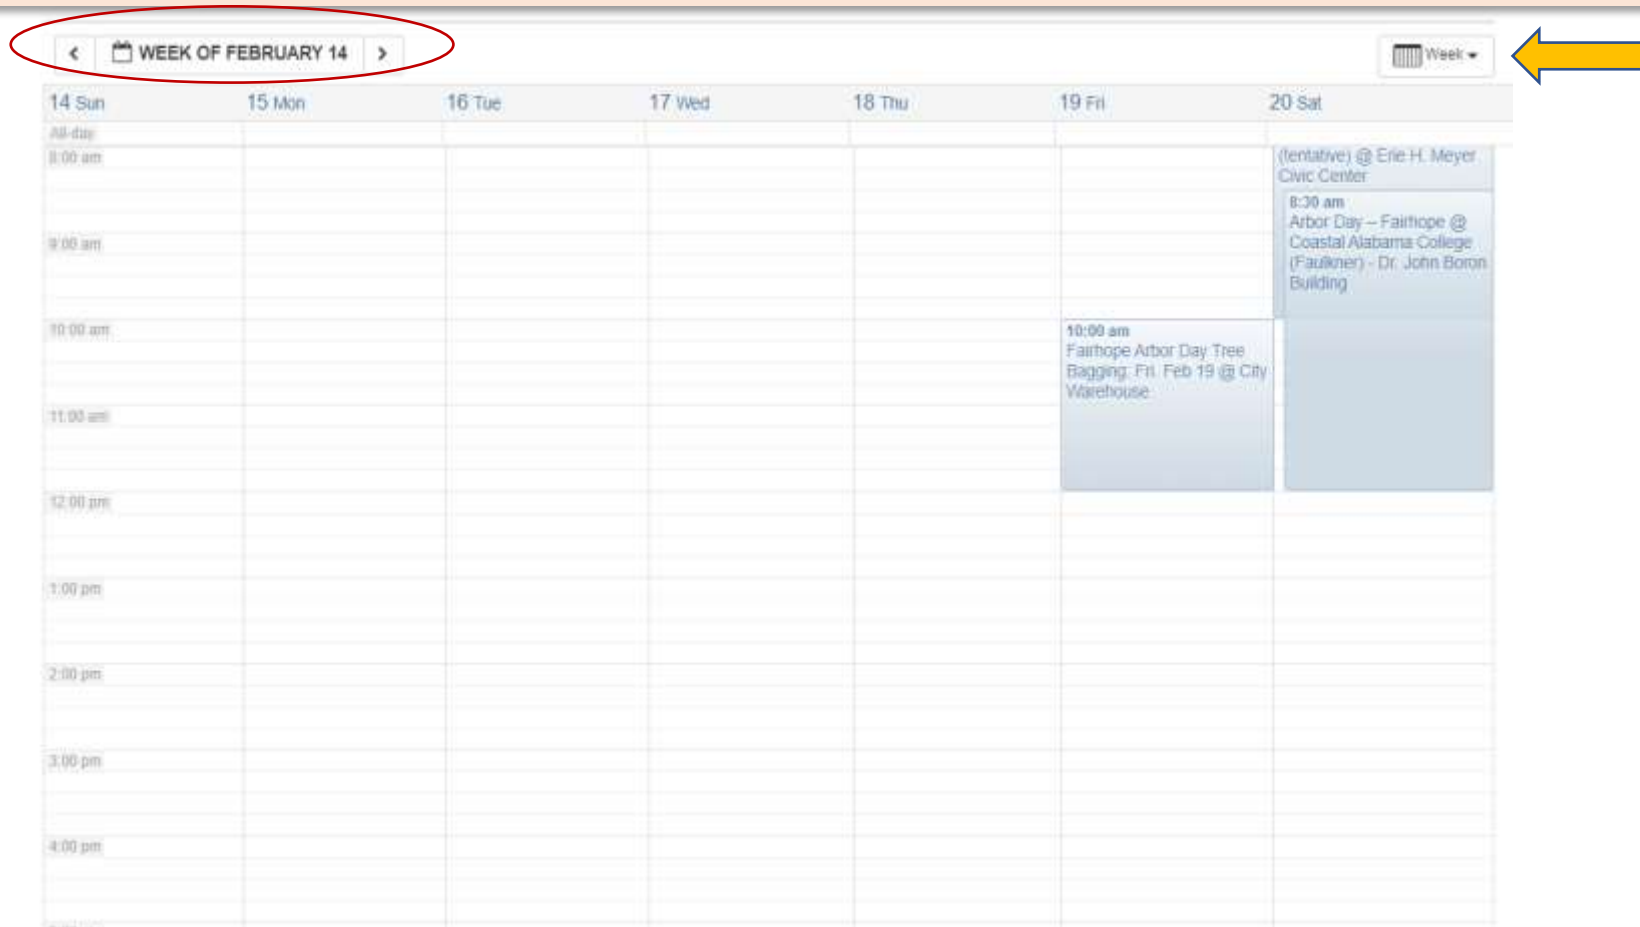 WEEK OF FEBRUARY 14
Week
14 Sun 15 Mon 16 Tue 17 Wed 18 Thu 19 Fri 20 Sat
All-day
8:00 am
(tentative) @ Erie H. Meyer
Civic Center
8:30 am
Arbor Day – Fairhope @
Coastal Alabama College
(Faulkner) - Dr. John Boron
Building
9:00 am
10:00 am
10:00 am
Fairhope Arbor Day Tree
Bagging: Fri. Feb 19 @ City
Warehouse
11:00 am
12:00 pm
1:00 pm
2:00 pm
3:00 pm
4:00 pm